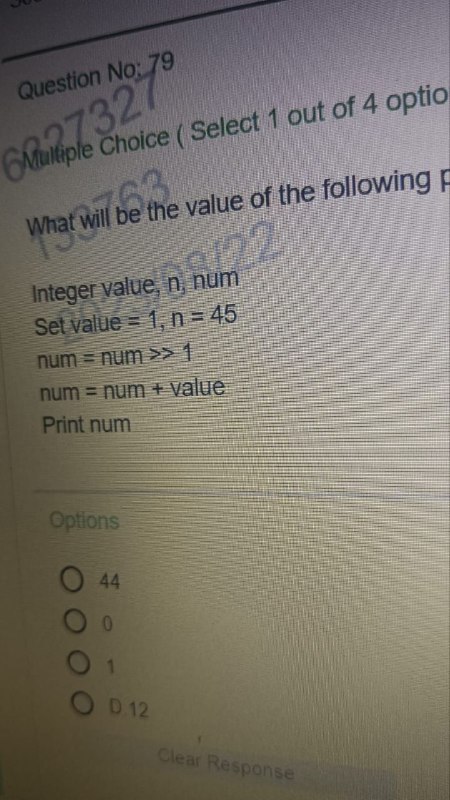 Question No: 79
6827327
Multiple Choice ( Select 1 out of 4 optio
What will be the value of the following p
Integer value, n, num
Set value = 1, n = 45
num = num >> 1
num = num + value
Print num
Options
44
0
1
D.12
Clear Response